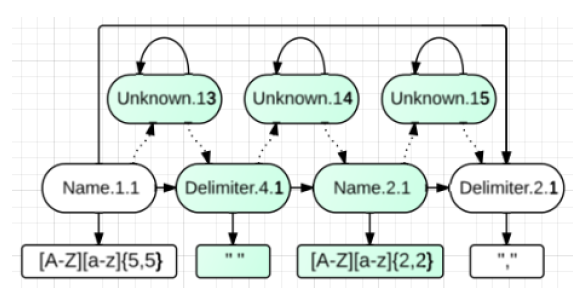 Unknown.13 Unknown.14 Unknown.15
Name.1.1 Delimiter.4.1 Name.2.1 Delimiter.2.1
[A-Z][a-z]{5,5} " " [A-Z][a-z]{2,2} ","